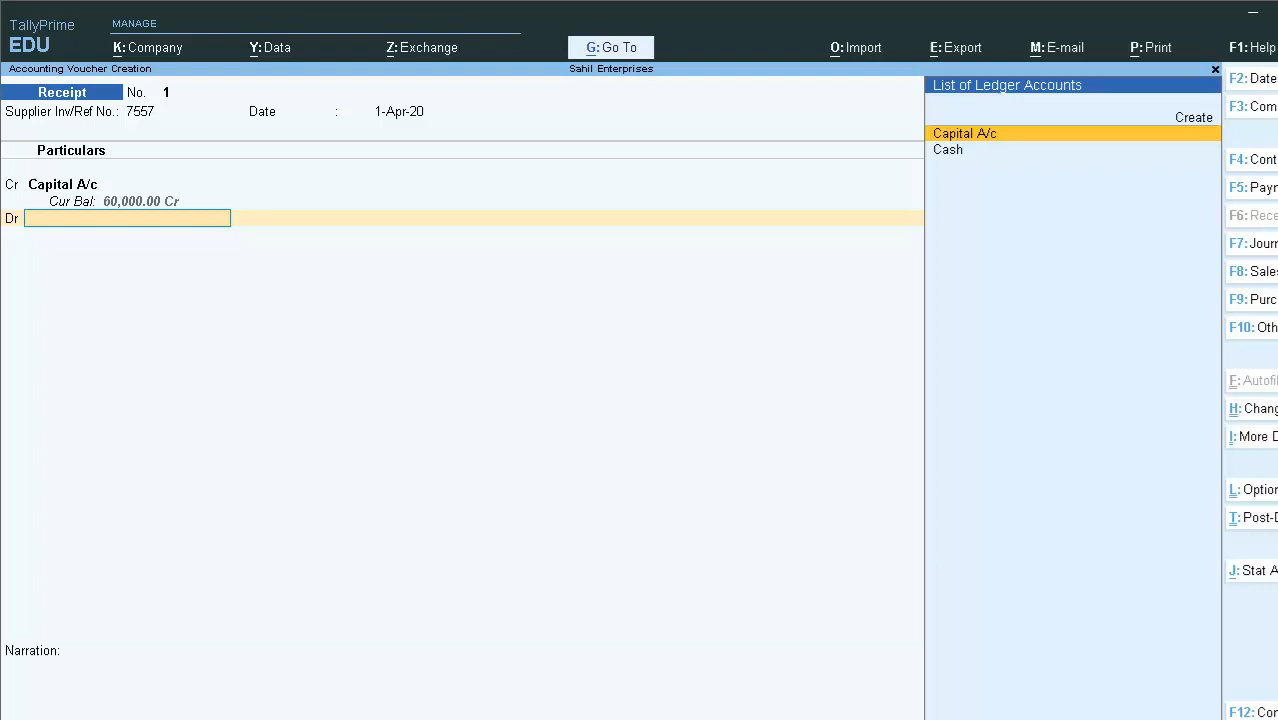 TallyPrime
EDU
MANAGE
K:Company
Y:Data
Z:Exchange
G:Go To
O:Import
E:Export
M:E-mail
P:Print
F1:Help
Accounting Voucher Creation
Sahil Enterprises
Receipt No. 1
Supplier Inv/Ref No.: 7557 Date : 1-Apr-20
Particulars
Cr Capital A/c
Cur Bal: 60,000.00 Cr
Dr
Narration:
List of Ledger Accounts
Create
Capital A/c
Cash
F2: Date
F3: Com
F4: Cont
F5: Payr
F6: Rece
F7: Journ
F8: Sales
F9: Purc
F10: Oth
F: Autofil
H: Chang
I: More D
L: Option
T: Post-D
J: Stat A
F12: Con